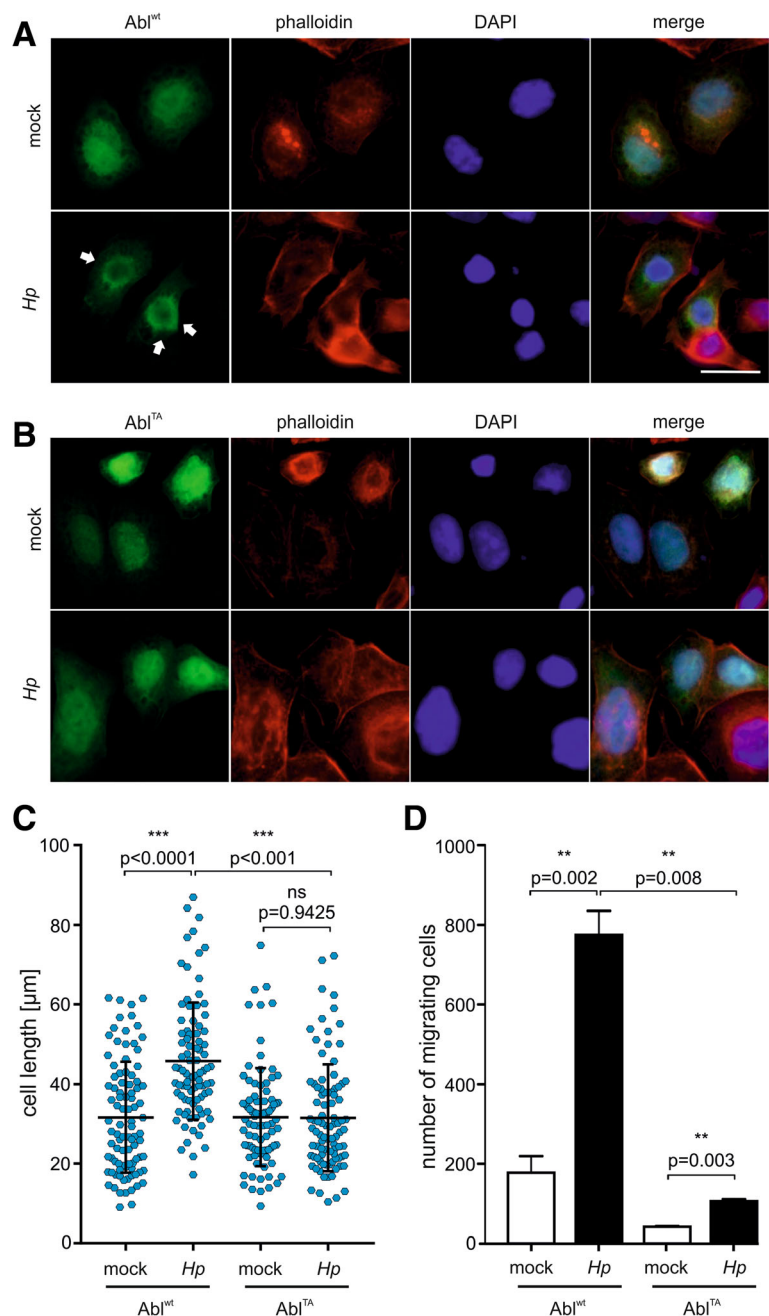 A
Abl^wt phalloidin DAPI merge
mock
Hp
B
Abl^TA phalloidin DAPI merge
mock
Hp
C
cell length [µm]
100
80
60
40
20
0
***
p<0.0001
***
p<0.001
ns
p=0.9425
mock Hp mock Hp
Abl^wt Abl^TA
D
number of migrating cells
1000
800
600
400
200
0
**
p=0.002
**
p=0.008
**
p=0.003
mock Hp mock Hp
Abl^wt Abl^TA